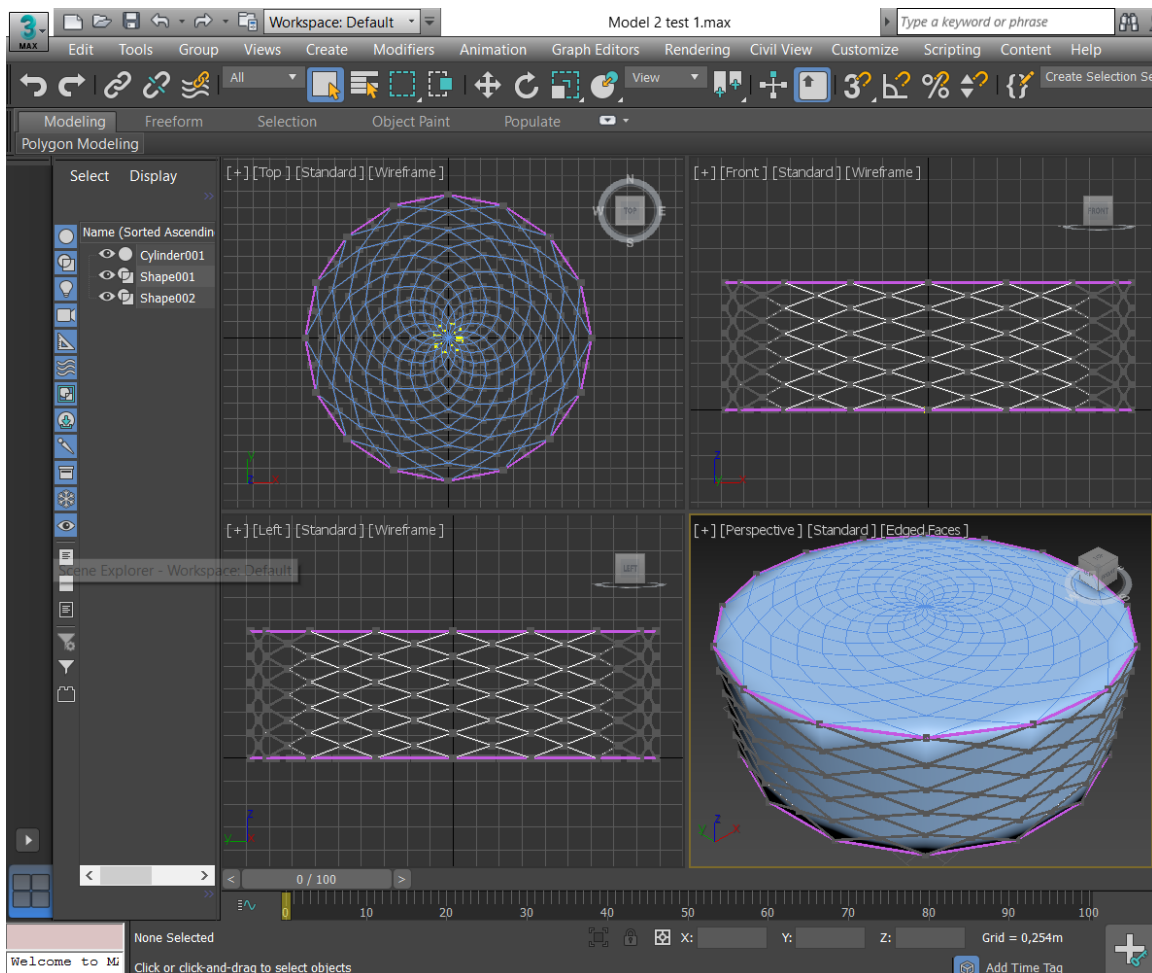 3
MAX
Workspace: Default
Model 2 test 1.max
Type a keyword or phrase
Edit Tools Group Views Create Modifiers Animation Graph Editors Rendering Civil View Customize Scripting Content Help
All
View
3
Create Selection Se
Modeling Freeform Selection Object Paint Populate
Polygon Modeling
Select Display
Name (Sorted Ascendin
Cylinder001
Shape001
Shape002
[+] [Top ] [Standard ] [Wireframe ]
N
W TOP E
S
[+] [Front ] [Standard ] [Wireframe ]
FRONT
y
z x
z
y x
[+] [Left ] [Standard ] [Wireframe ]
LEFT
z
y
[+] [Perspective ] [Standard ] [Edged Faces ]
z
y x
Scene Explorer - Workspace: Default
< >
< 0 / 100 >
0 10 20 30 40 50 60 70 80 90 100
None Selected
X: Y: Z: Grid = 0,254m
Welcome to M
Click or click-and-drag to select objects
Add Time Tag